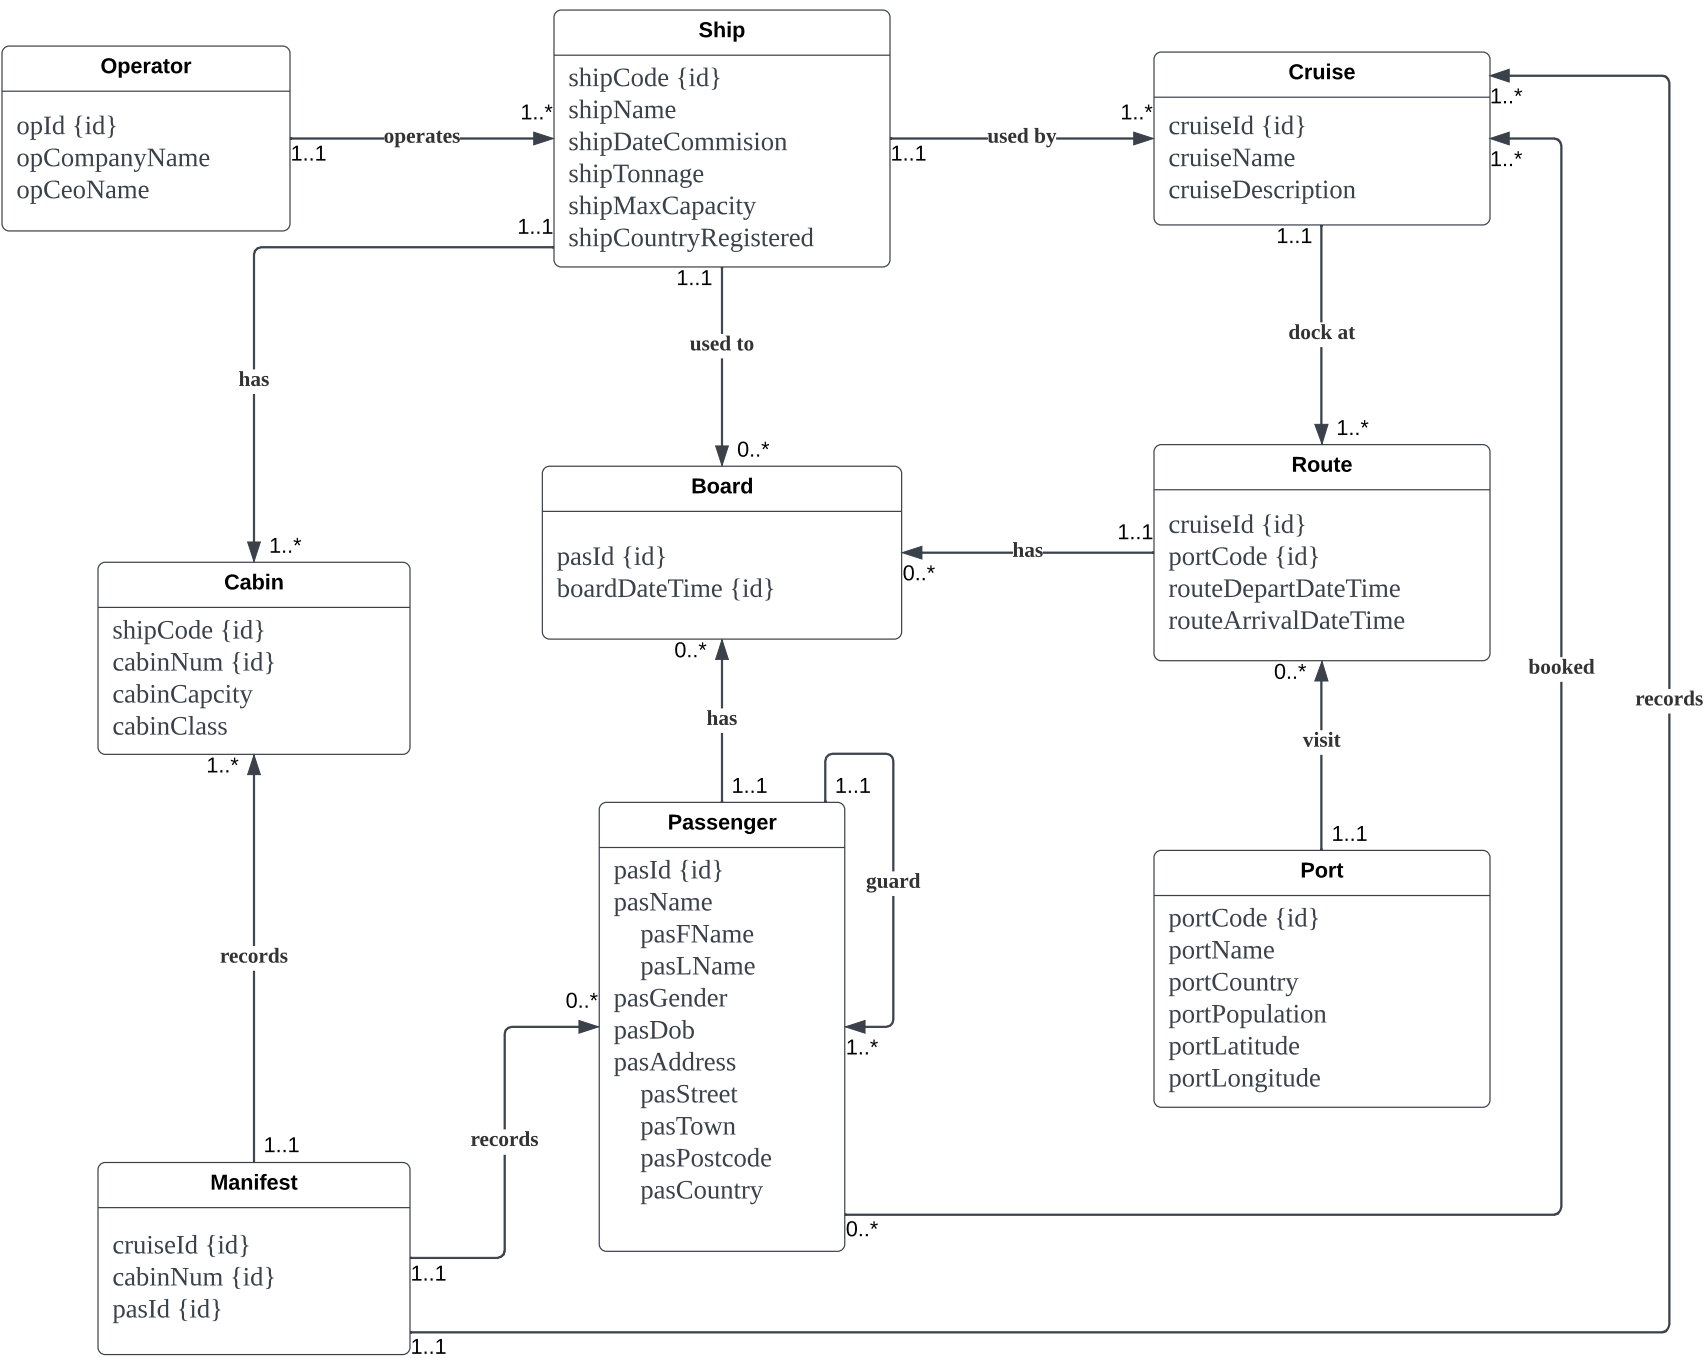 Operator
opId {id}
opCompanyName
opCeoName
1..1
operates
1..*
Ship
shipCode {id}
shipName
shipDateCommision
shipTonnage
shipMaxCapacity
shipCountryRegistered
1..1
used by
1..*
Cruise
cruiseId {id}
cruiseName
cruiseDescription
1..*
1..*
1..1
has
1..*
1..1
used to
0..*
1..1
dock at
1..*
Cabin
shipCode {id}
cabinNum {id}
cabinCapcity
cabinClass
1..*
Board
pasId {id}
boardDateTime {id}
0..*
has
1..1
0..*
Route
cruiseId {id}
portCode {id}
routeDepartDateTime
routeArrivalDateTime
0..*
booked
records
has
1..1
1..1
guard
1..*
visit
1..1
Passenger
pasId {id}
pasName
pasFName
pasLName
pasGender
pasDob
pasAddress
pasStreet
pasTown
pasPostcode
pasCountry
0..*
Port
portCode {id}
portName
portCountry
portPopulation
portLatitude
portLongitude
records
1..1
0..*
records
1..1
Manifest
cruiseId {id}
cabinNum {id}
pasId {id}
1..1